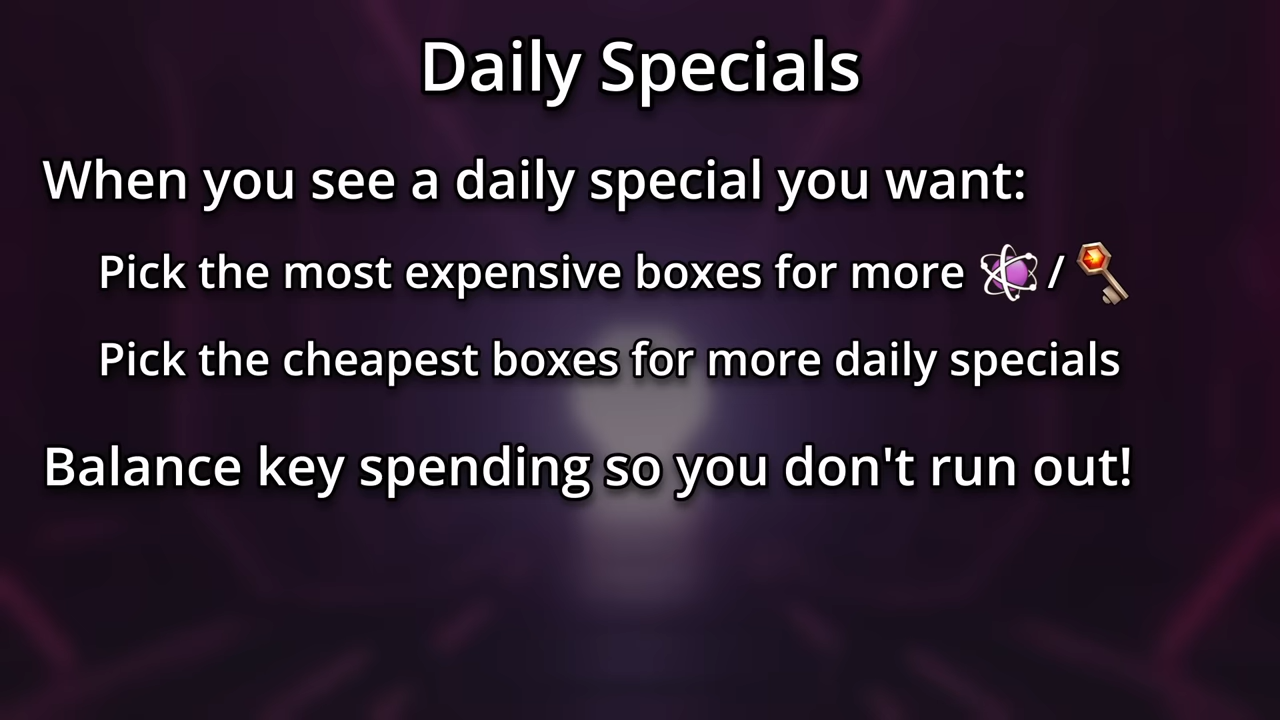 Daily Specials
When you see a daily special you want:
Pick the most expensive boxes for more /
Pick the cheapest boxes for more daily specials
Balance key spending so you don't run out!